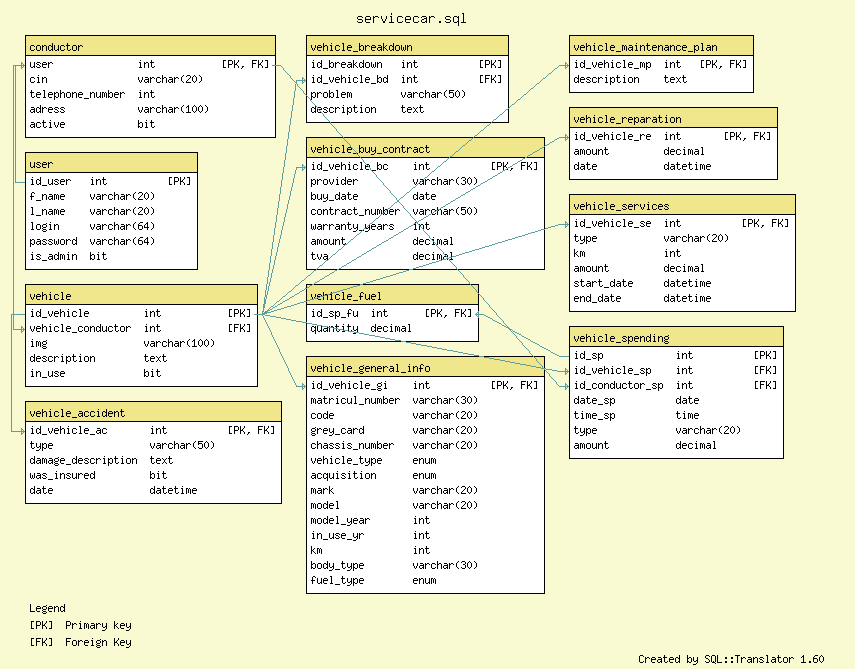 servicecar.sql
conductor
user int [PK, FK]
cin varchar(20)
telephone_number int
adress varchar(100)
active bit
user
id_user int [PK]
f_name varchar(20)
l_name varchar(20)
login varchar(64)
password varchar(64)
is_admin bit
vehicle
id_vehicle int [PK]
vehicle_conductor int [FK]
img varchar(100)
description text
in_use bit
vehicle_accident
id_vehicle_ac int [PK, FK]
type varchar(50)
damage_description text
was_insured bit
date datetime
vehicle_breakdown
id_breakdown int [PK]
id_vehicle_bd int [FK]
problem varchar(50)
description text
vehicle_buy_contract
id_vehicle_bc int [PK, FK]
provider varchar(30)
buy_date date
contract_number varchar(50)
warranty_years int
amount decimal
tva decimal
vehicle_fuel
id_sp_fu int [PK, FK]
quantity decimal
vehicle_general_info
id_vehicle_gi int [PK, FK]
matricul_number varchar(30)
code varchar(20)
grey_card varchar(20)
chassis_number varchar(20)
vehicle_type enum
acquisition enum
mark varchar(20)
model varchar(20)
model_year int
in_use_yr int
km int
body_type varchar(30)
fuel_type enum
vehicle_maintenance_plan
id_vehicle_mp int [PK, FK]
description text
vehicle_reparation
id_vehicle_re int [PK, FK]
amount decimal
date datetime
vehicle_services
id_vehicle_se int [PK, FK]
type varchar(20)
km int
amount decimal
start_date datetime
end_date datetime
vehicle_spending
id_sp int [PK]
id_vehicle_sp int [FK]
id_conductor_sp int [FK]
date_sp date
time_sp time
type varchar(20)
amount decimal
Legend
[PK] Primary key
[FK] Foreign Key
Created by SQL::Translator 1.60